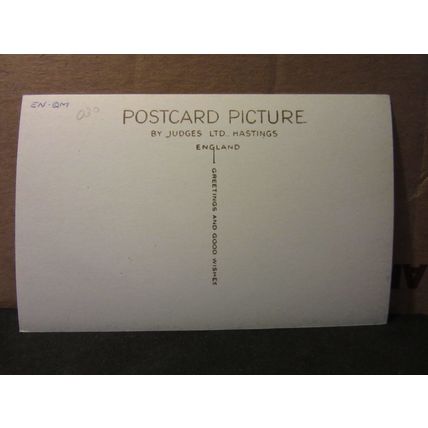 EN-QM
030
POSTCARD PICTURE
BY JUDGES LTD., HASTINGS
ENGLAND
GREETINGS AND GOOD WISHES